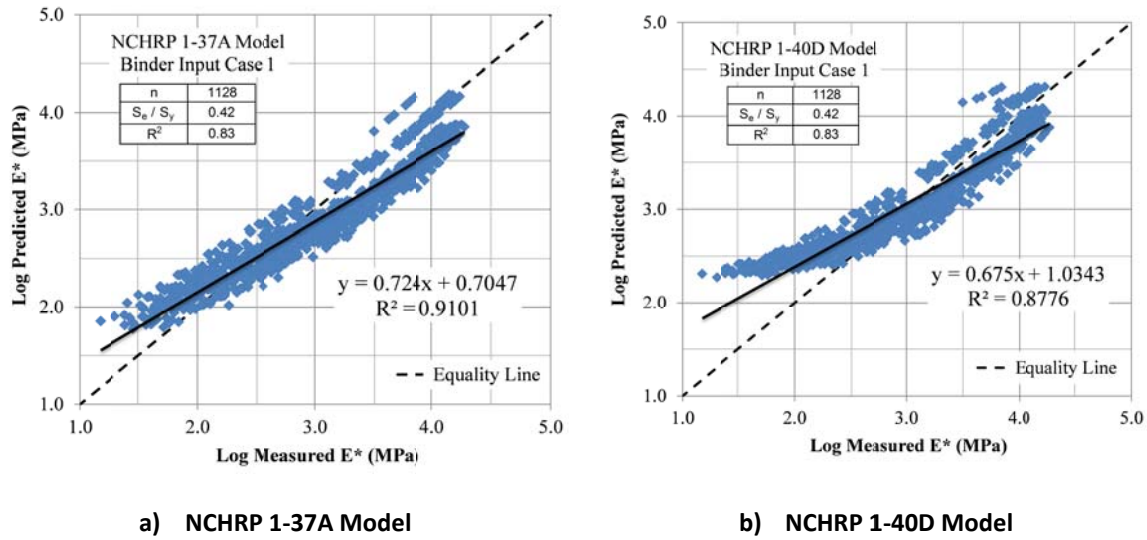 5.0
4.0
3.0
2.0
1.0
Log Predicted E* (MPa)
NCHRP 1-37A Model
Binder Input Case 1
n 1128
Se / Sy 0.42
R² 0.83
y = 0.724x + 0.7047
R² = 0.9101
Equality Line
1.0 2.0 3.0 4.0 5.0
Log Measured E* (MPa)
a) NCHRP 1-37A Model
5.0
4.0
3.0
2.0
1.0
Log Predicted E* (MPa)
NCHRP 1-40D Model
Binder Input Case 1
n 1128
Se / Sy 0.42
R² 0.83
y = 0.675x + 1.0343
R² = 0.8776
Equality Line
1.0 2.0 3.0 4.0 5.0
Log Measured E* (MPa)
b) NCHRP 1-40D Model